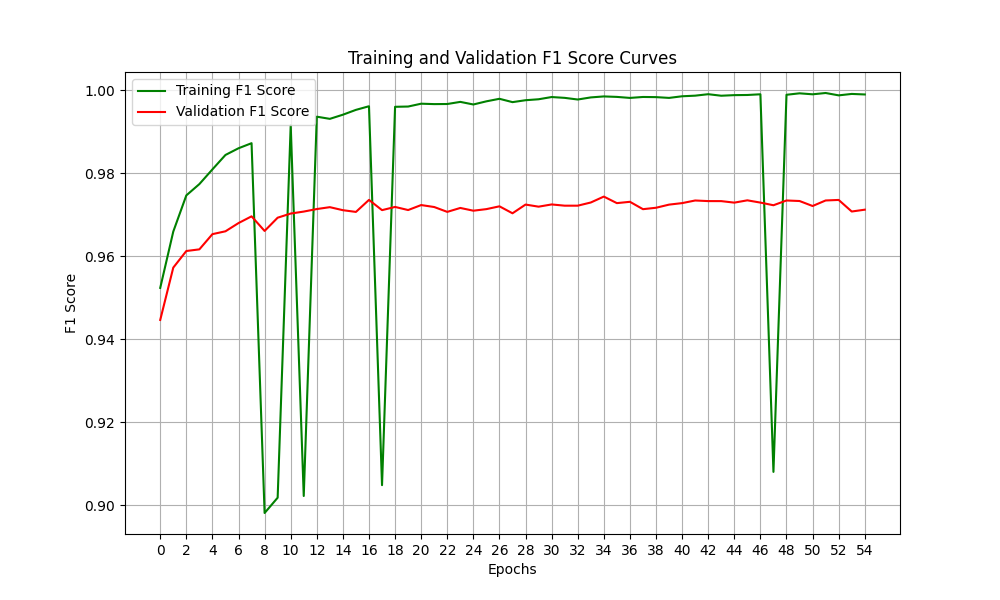 Training and Validation F1 Score Curves
Training F1 Score
Validation F1 Score
1.00
0.98
0.96
0.94
0.92
0.90
F1 Score
0 2 4 6 8 10 12 14 16 18 20 22 24 26 28 30 32 34 36 38 40 42 44 46 48 50 52 54
Epochs